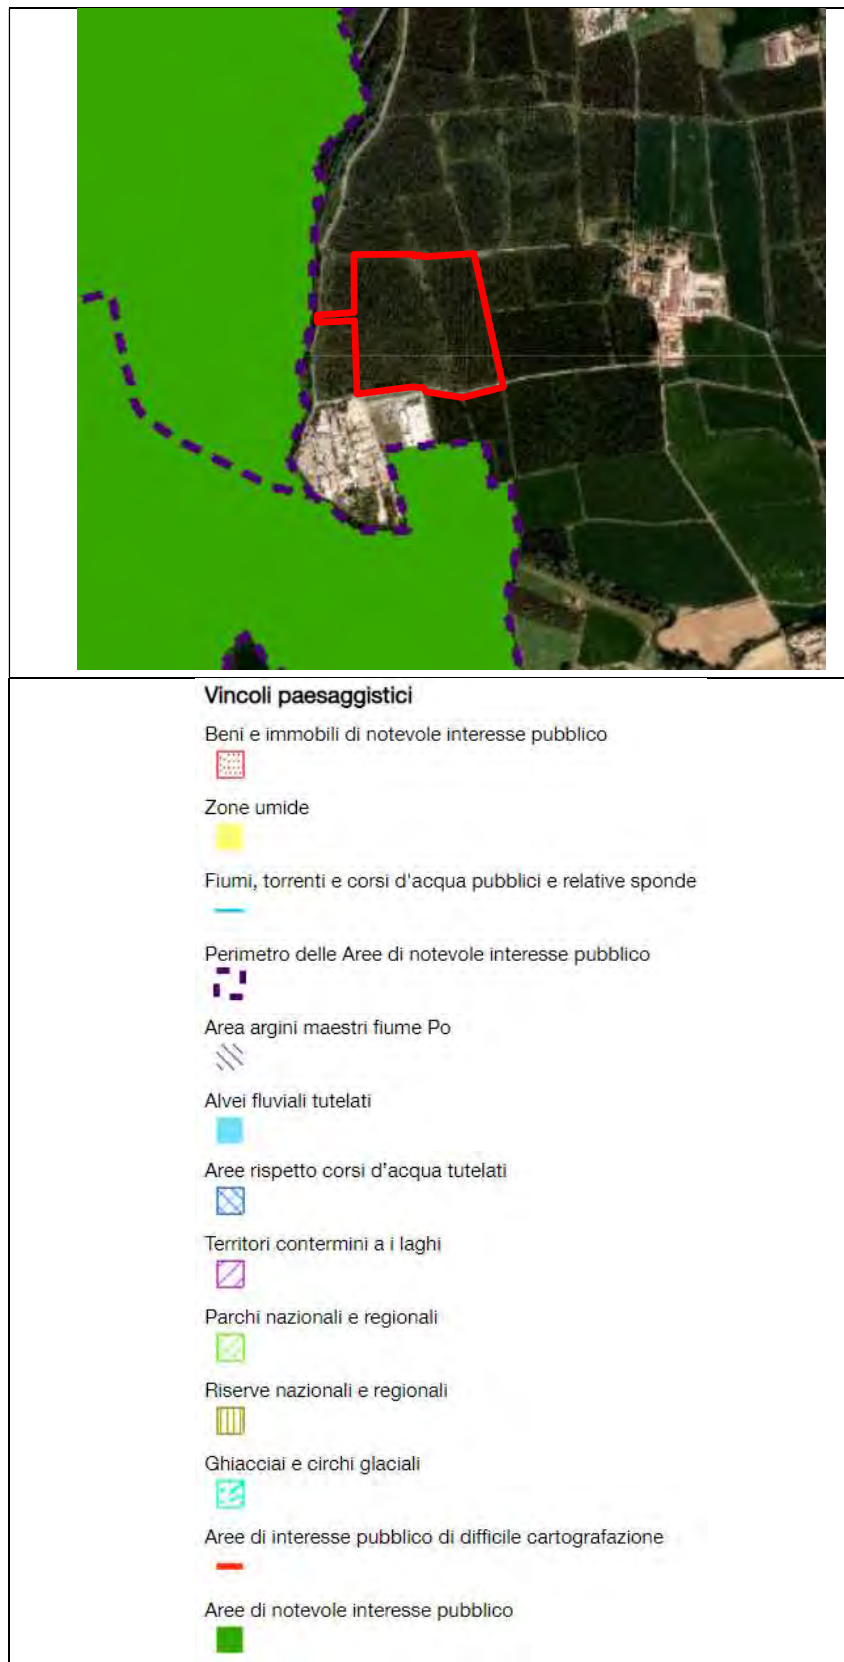 Vincoli paesaggistici
Beni e immobili di notevole interesse pubblico
Zone umide
Fiumi, torrenti e corsi d'acqua pubblici e relative sponde
Perimetro delle Aree di notevole interesse pubblico
Area argini maestri fiume Po
Alvei fluviali tutelati
Aree rispetto corsi d'acqua tutelati
Territori contermini a i laghi
Parchi nazionali e regionali
Riserve nazionali e regionali
Ghiacciai e circhi glaciali
Aree di interesse pubblico di difficile cartografazione
Aree di notevole interesse pubblico